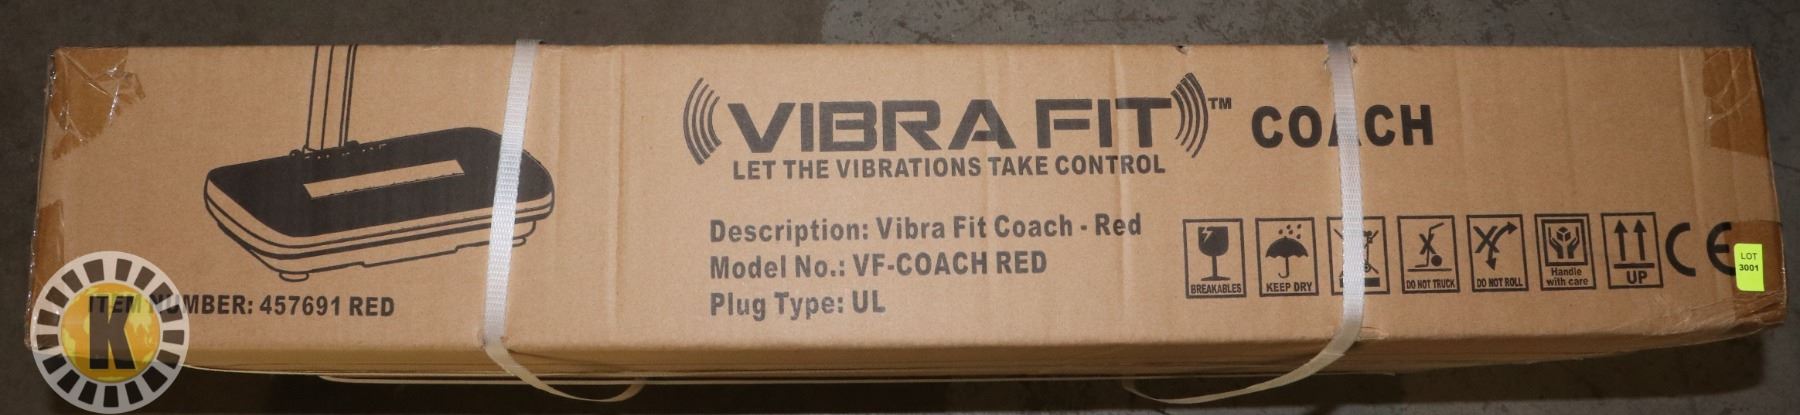 VIBRA FIT™ COACH
LET THE VIBRATIONS TAKE CONTROL
Description: Vibra Fit Coach - Red
Model No.: VF-COACH RED
Plug Type: UL
ITEM NUMBER: 457691 RED
BREAKABLES
KEEP DRY
DO NOT TRUCK
DO NOT ROLL
Handle
with care
UP
CE
LOT
3001
K